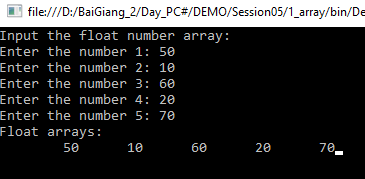 file:///D:/BaiGiang_2/Day_PC#/DEMO/Session05/1_array/bin/De
Input the float number array:
Enter the number 1: 50
Enter the number 2: 10
Enter the number 3: 60
Enter the number 4: 20
Enter the number 5: 70
Float arrays:
50 10 60 20 70